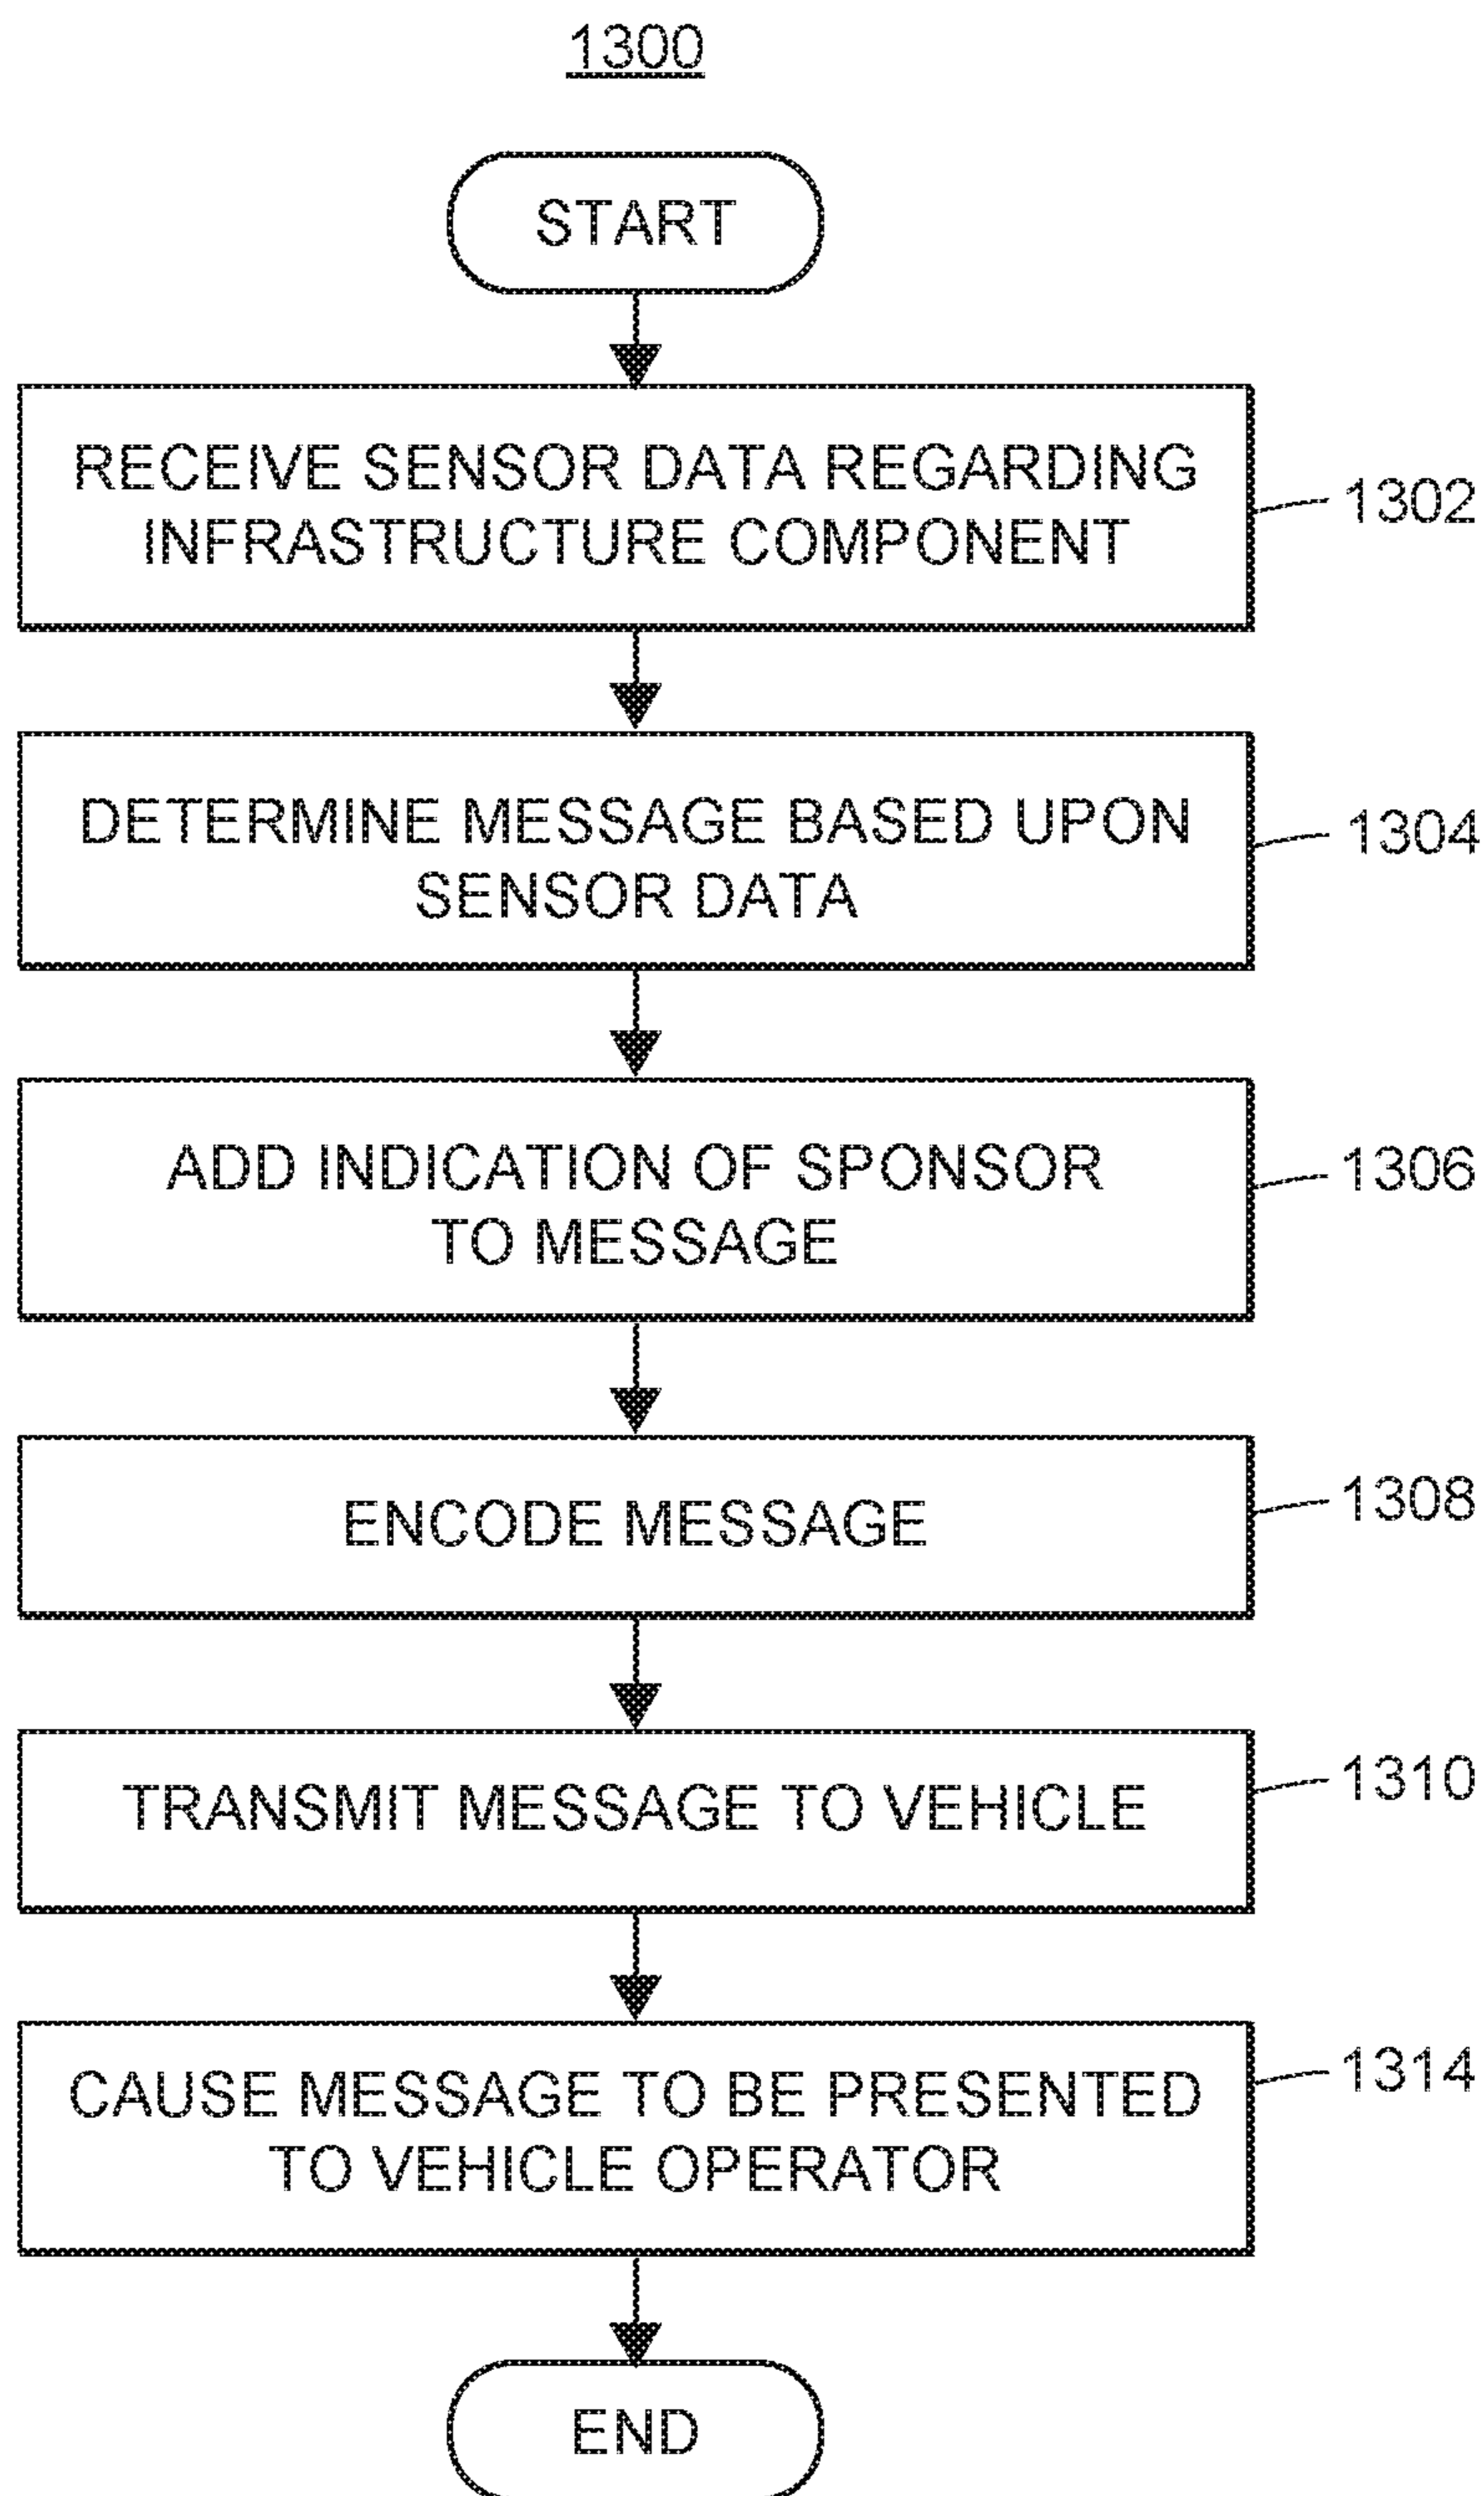 1300
START
RECEIVE SENSOR DATA REGARDING
INFRASTRUCTURE COMPONENT
1302
DETERMINE MESSAGE BASED UPON
SENSOR DATA
1304
ADD INDICATION OF SPONSOR
TO MESSAGE
1306
ENCODE MESSAGE
1308
TRANSMIT MESSAGE TO VEHICLE
1310
CAUSE MESSAGE TO BE PRESENTED
TO VEHICLE OPERATOR
1314
END